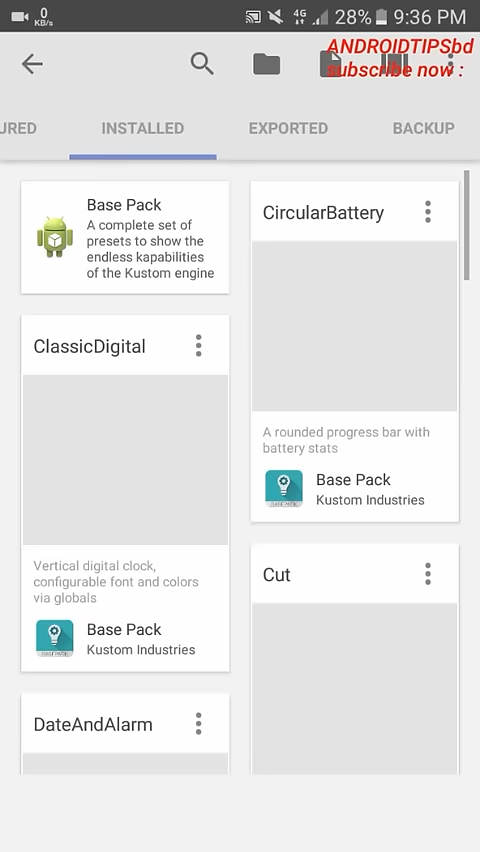 0
KB/s
4G
28%
9:36 PM
ANDROIDTIPSbd
subscribe now :
URED
INSTALLED
EXPORTED
BACKUP
Base Pack
A complete set of
presets to show the
endless kapabilities
of the Kustom engine
CircularBattery
A rounded progress bar with
battery stats
Base Pack
Kustom Industries
ClassicDigital
Vertical digital clock,
configurable font and colors
via globals
Base Pack
Kustom Industries
Cut
DateAndAlarm